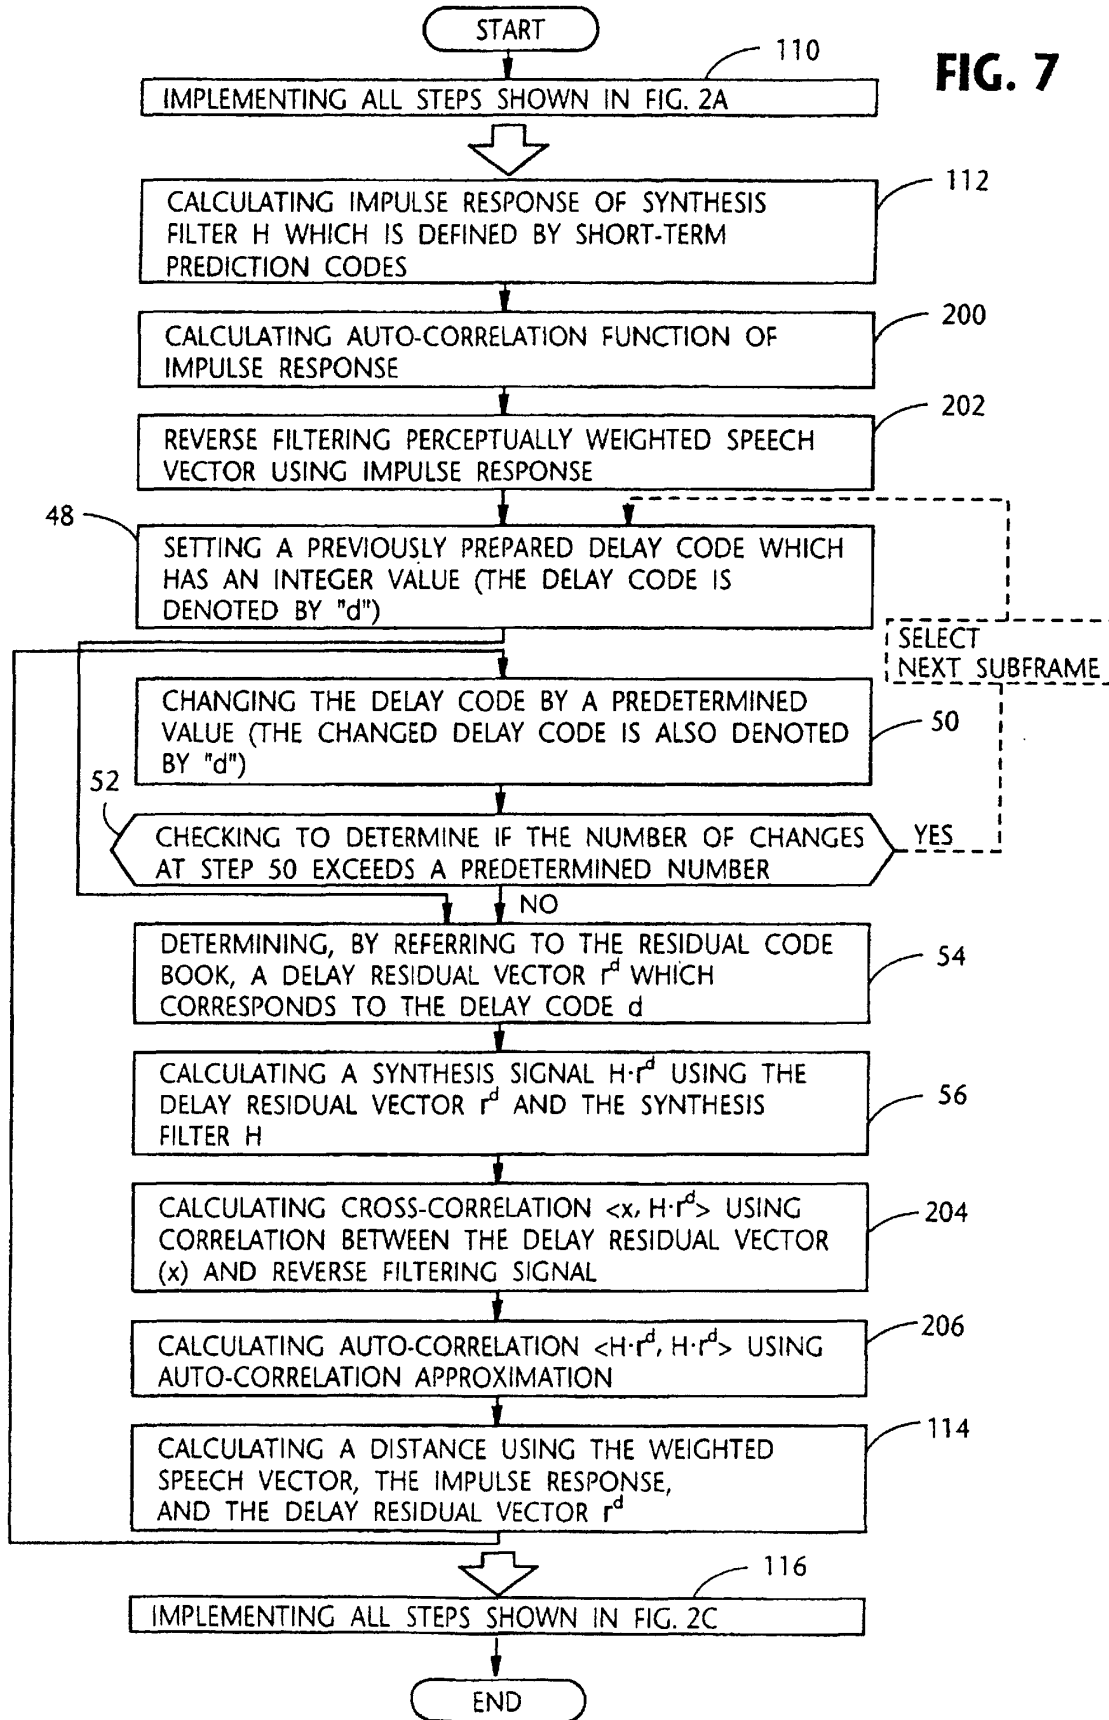 START
FIG. 7
110
IMPLEMENTING ALL STEPS SHOWN IN FIG. 2A
112
CALCULATING IMPULSE RESPONSE OF SYNTHESIS
FILTER H WHICH IS DEFINED BY SHORT-TERM
PREDICTION CODES
200
CALCULATING AUTO-CORRELATION FUNCTION OF
IMPULSE RESPONSE
202
REVERSE FILTERING PERCEPTUALLY WEIGHTED SPEECH
VECTOR USING IMPULSE RESPONSE
48
SETTING A PREVIOUSLY PREPARED DELAY CODE WHICH
HAS AN INTEGER VALUE (THE DELAY CODE IS
DENOTED BY "d")
SELECT
NEXT SUBFRAME
CHANGING THE DELAY CODE BY A PREDETERMINED
VALUE (THE CHANGED DELAY CODE IS ALSO DENOTED
BY "d")
50
52
CHECKING TO DETERMINE IF THE NUMBER OF CHANGES
AT STEP 50 EXCEEDS A PREDETERMINED NUMBER
YES
NO
DETERMINING, BY REFERRING TO THE RESIDUAL CODE
BOOK, A DELAY RESIDUAL VECTOR r^d WHICH
CORRESPONDS TO THE DELAY CODE d
54
CALCULATING A SYNTHESIS SIGNAL H·r^d USING THE
DELAY RESIDUAL VECTOR r^d AND THE SYNTHESIS
FILTER H
56
CALCULATING CROSS-CORRELATION <x, H·r^d> USING
CORRELATION BETWEEN THE DELAY RESIDUAL VECTOR
(x) AND REVERSE FILTERING SIGNAL
204
CALCULATING AUTO-CORRELATION <H·r^d, H·r^d> USING
AUTO-CORRELATION APPROXIMATION
206
CALCULATING A DISTANCE USING THE WEIGHTED
SPEECH VECTOR, THE IMPULSE RESPONSE,
AND THE DELAY RESIDUAL VECTOR r^d
114
116
IMPLEMENTING ALL STEPS SHOWN IN FIG. 2C
END